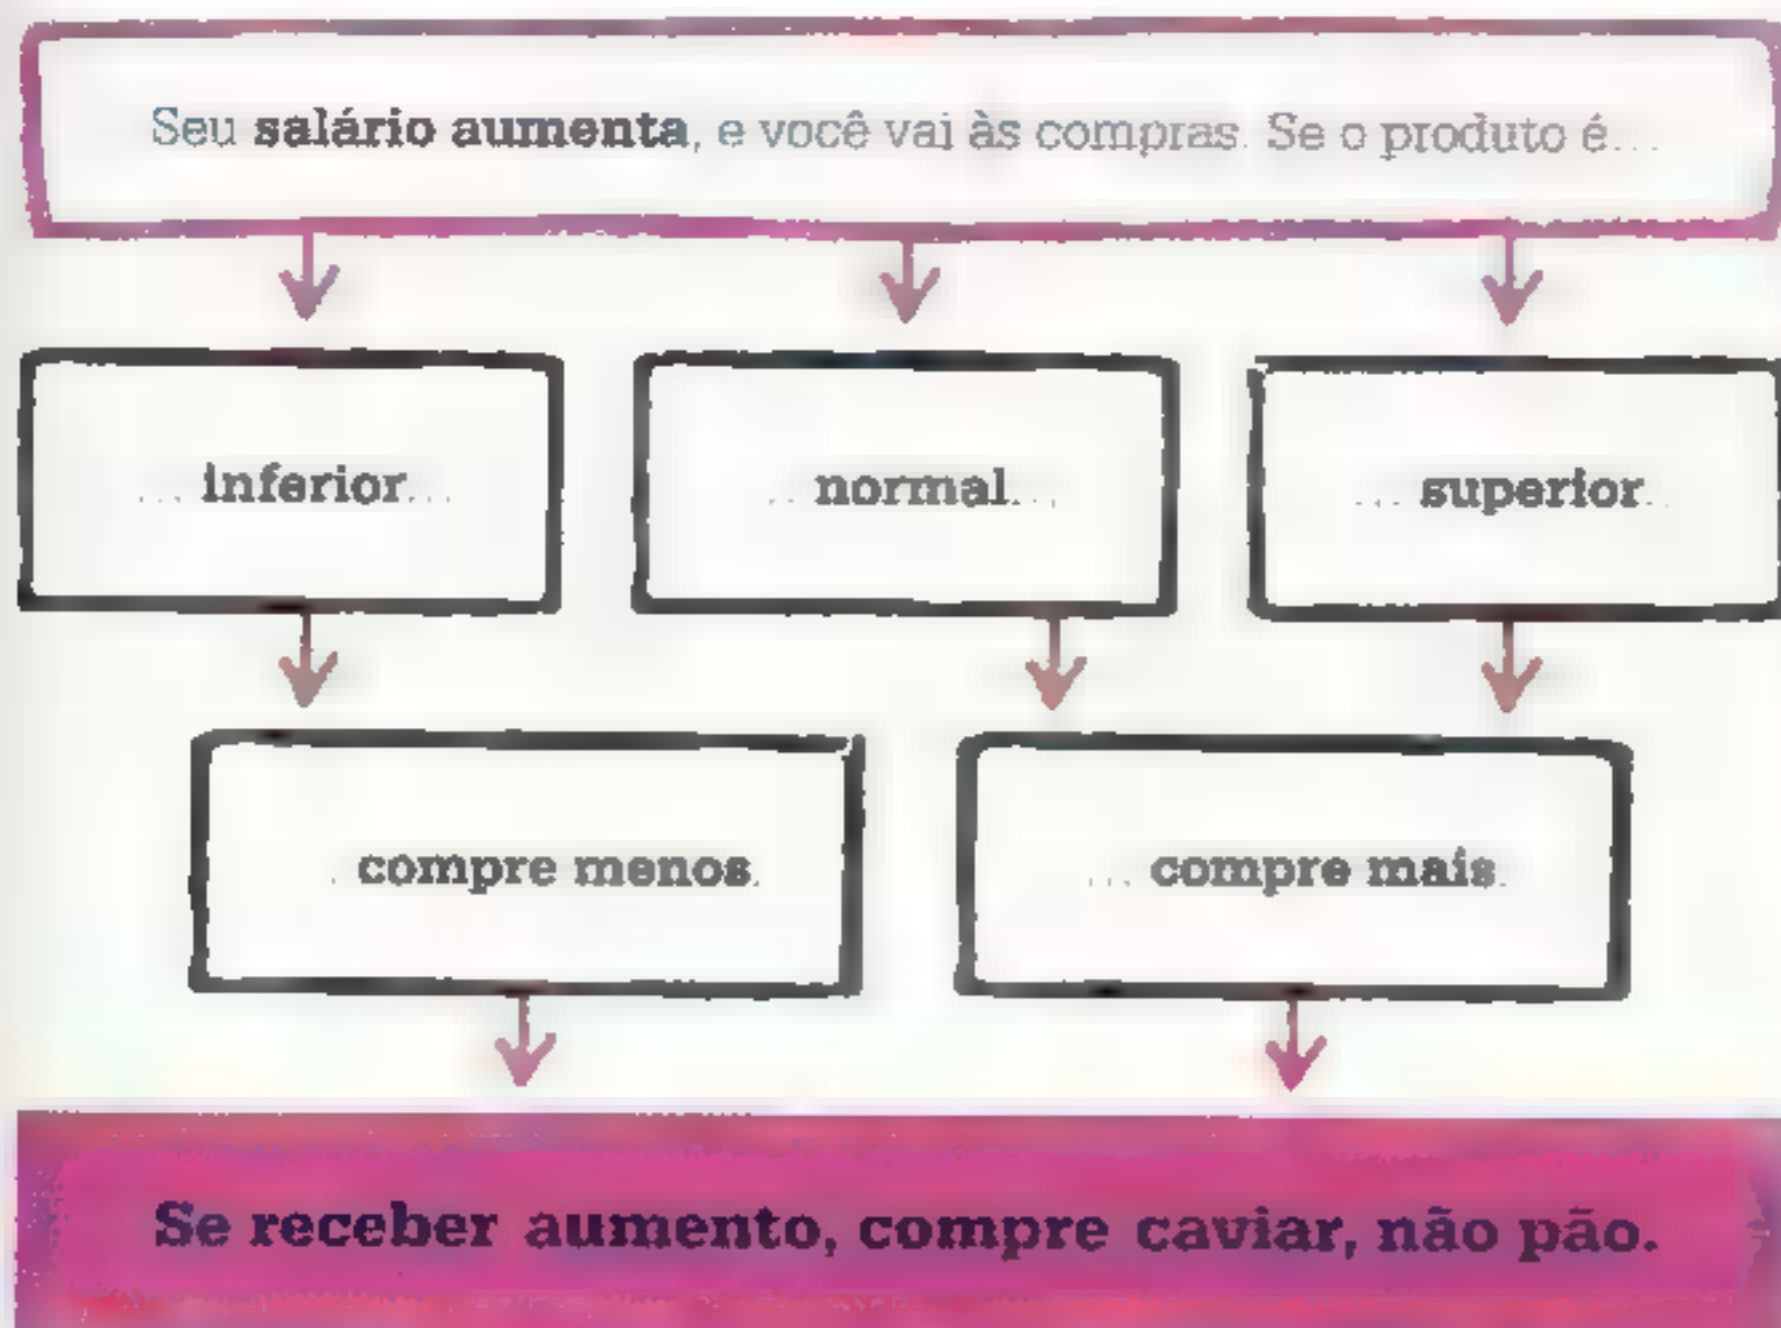 Seu salário aumenta, e você vai às compras. Se o produto é...
... inferior...
... normal...
... superior...
... compre menos.
... compre mais.
Se receber aumento, compre caviar, não pão.